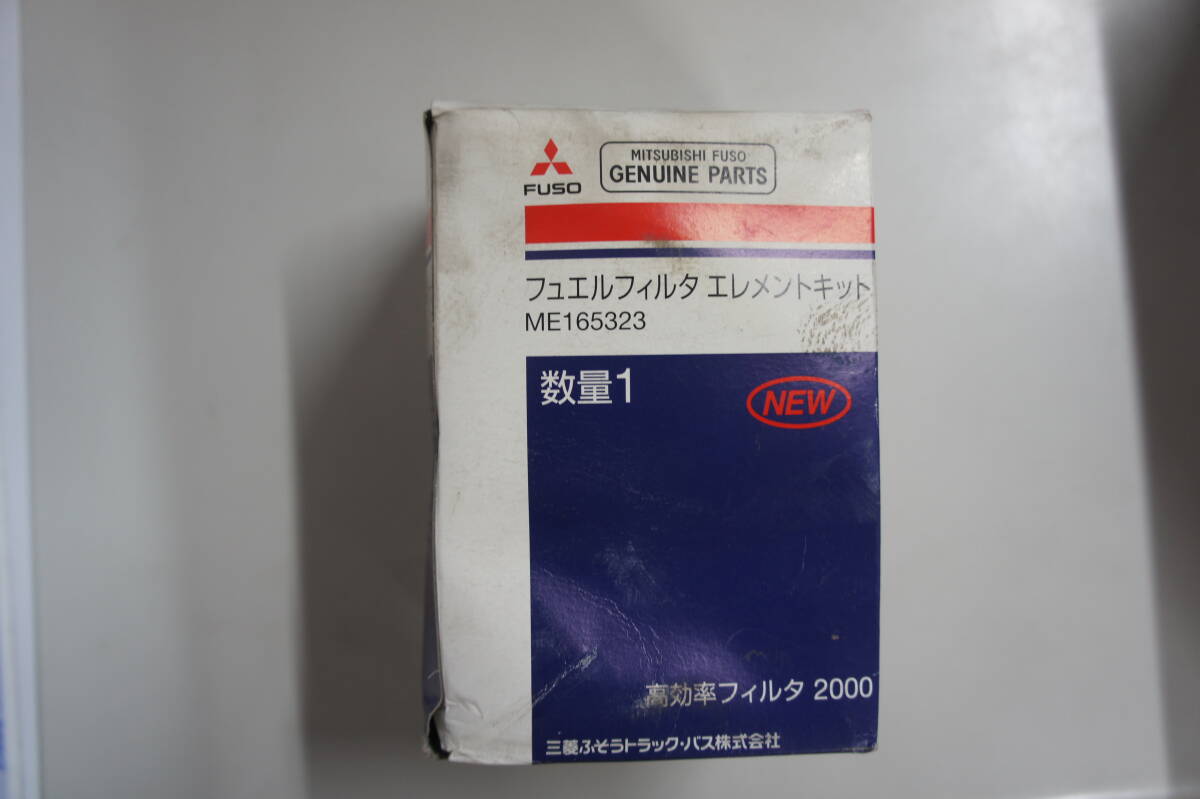 FUSO
MITSUBISHI FUSO
GENUINE PARTS
フュエルフィルタ エレメントキット
ME165323
数量1
NEW
高効率フィルタ 2000
三菱ふそうトラック・バス株式会社